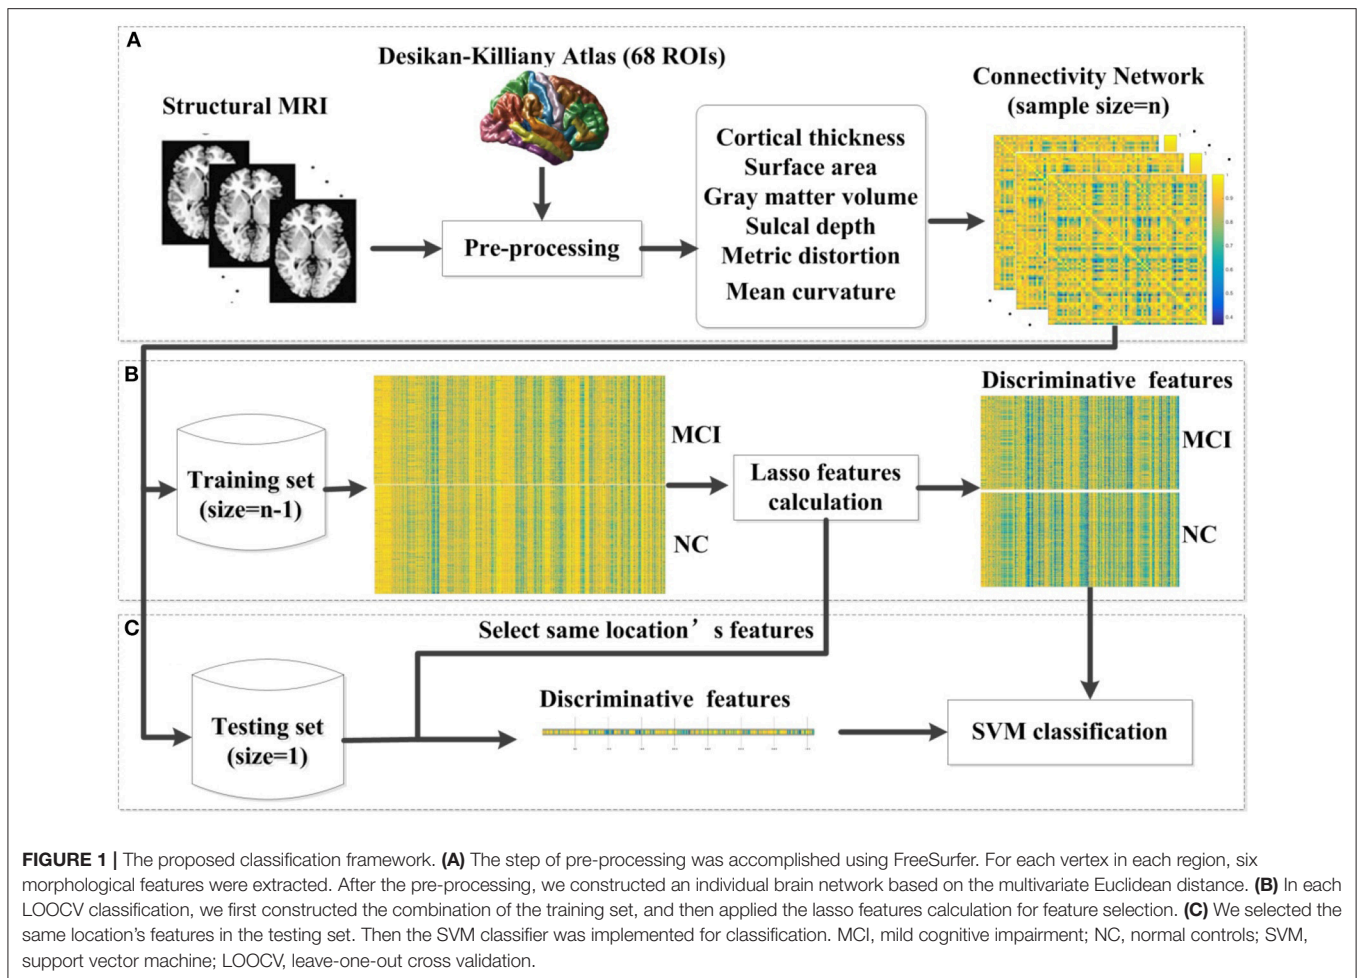 A
Desikan-Killiany Atlas (68 ROIs)
Structural MRI
Connectivity Network
(sample size=n)
Cortical thickness
Surface area
Gray matter volume
Sulcal depth
Metric distortion
Mean curvature
Pre-processing
B
Training set
(size=n-1)
MCI
NC
Lasso features
calculation
Discriminative features
MCI
NC
C
Select same location’s features
Testing set
(size=1)
Discriminative features
SVM classification
FIGURE 1 | The proposed classification framework. (A) The step of pre-processing was accomplished using FreeSurfer. For each vertex in each region, six
morphological features were extracted. After the pre-processing, we constructed an individual brain network based on the multivariate Euclidean distance. (B) In each
LOOCV classification, we first constructed the combination of the training set, and then applied the lasso features calculation for feature selection. (C) We selected the
same location's features in the testing set. Then the SVM classifier was implemented for classification. MCI, mild cognitive impairment; NC, normal controls; SVM,
support vector machine; LOOCV, leave-one-out cross validation.